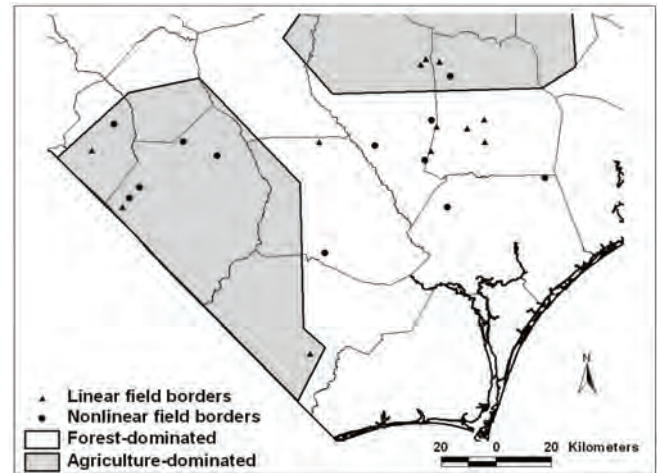 N
Linear field borders
Nonlinear field borders
Forest-dominated
Agriculture-dominated
20 0 20 Kilometers